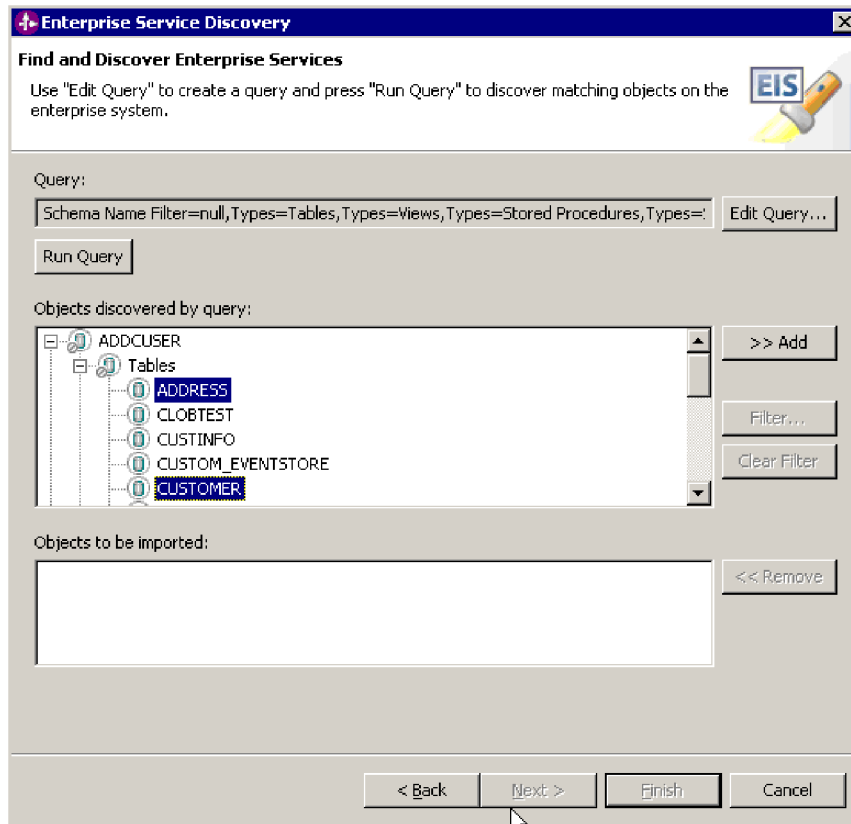 Enterprise Service Discovery
Find and Discover Enterprise Services
Use "Edit Query" to create a query and press "Run Query" to discover matching objects on the
enterprise system.
EIS
Query:
Schema Name Filter=null,Types=Tables,Types=Views,Types=Stored Procedures,Types=
Edit Query...
Run Query
Objects discovered by query:
ADDCUSER
>> Add
Tables
ADDRESS
CLOBTEST
Filter...
CUSTINFO
CUSTOM_EVENTSTORE
Clear Filter
CUSTOMER
Objects to be imported:
<< Remove
< Back
Next >
Finish
Cancel